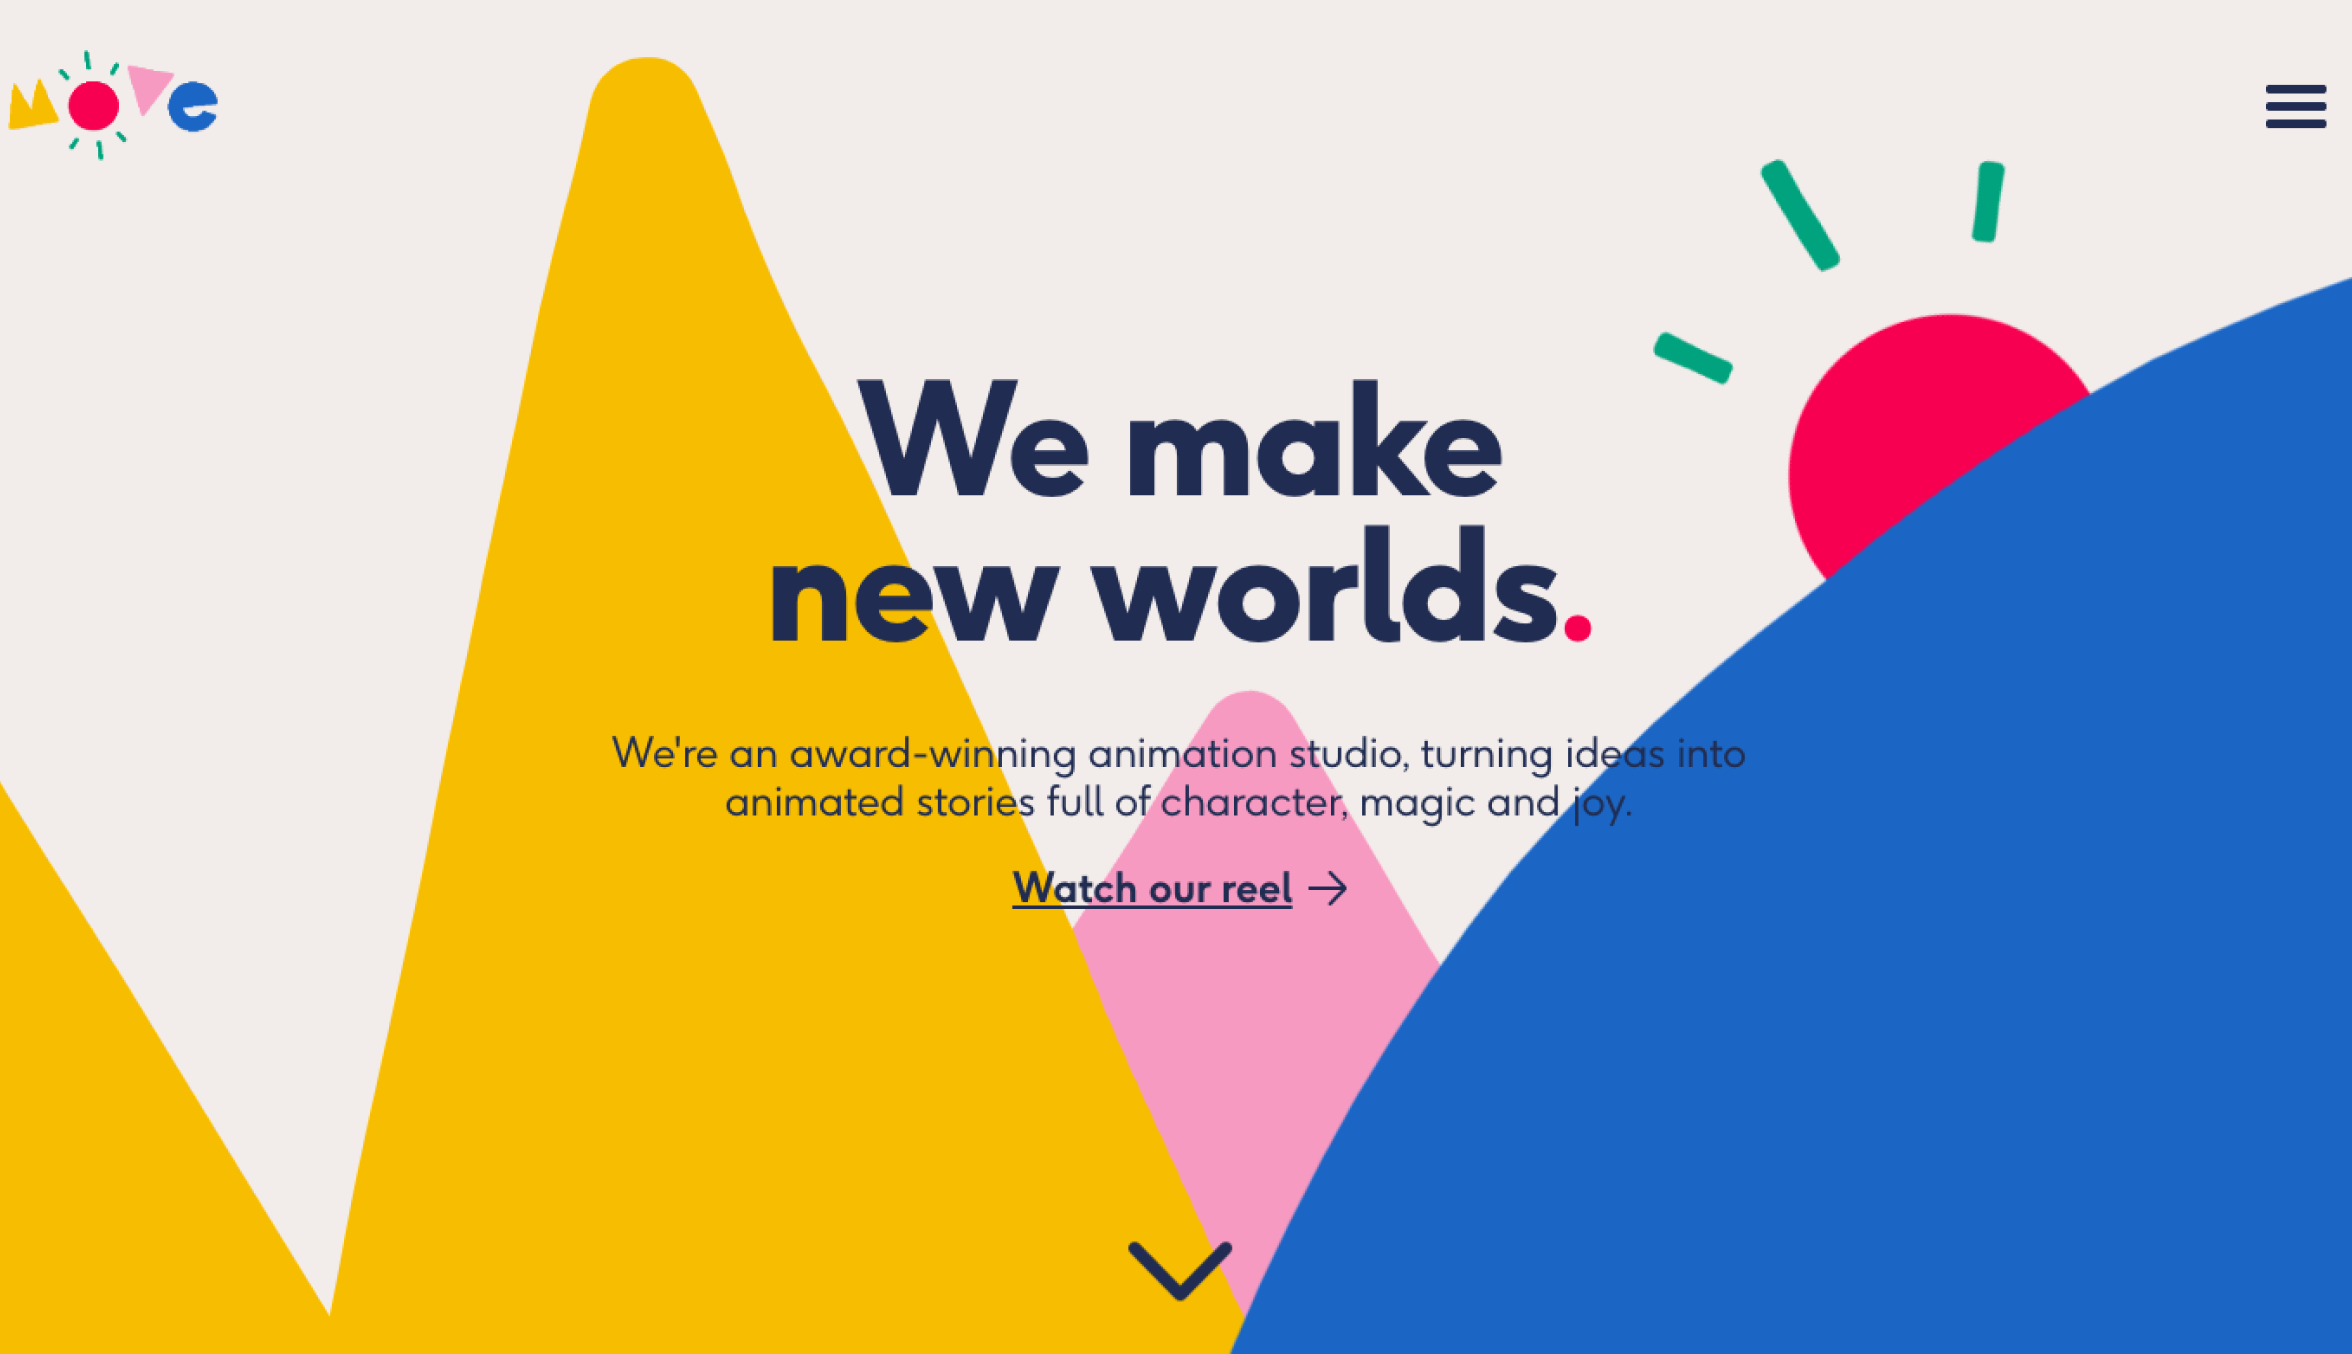 MOVE
We make
new worlds.
We're an award-winning animation studio, turning ideas into
animated stories full of character, magic and joy.
Watch our reel →